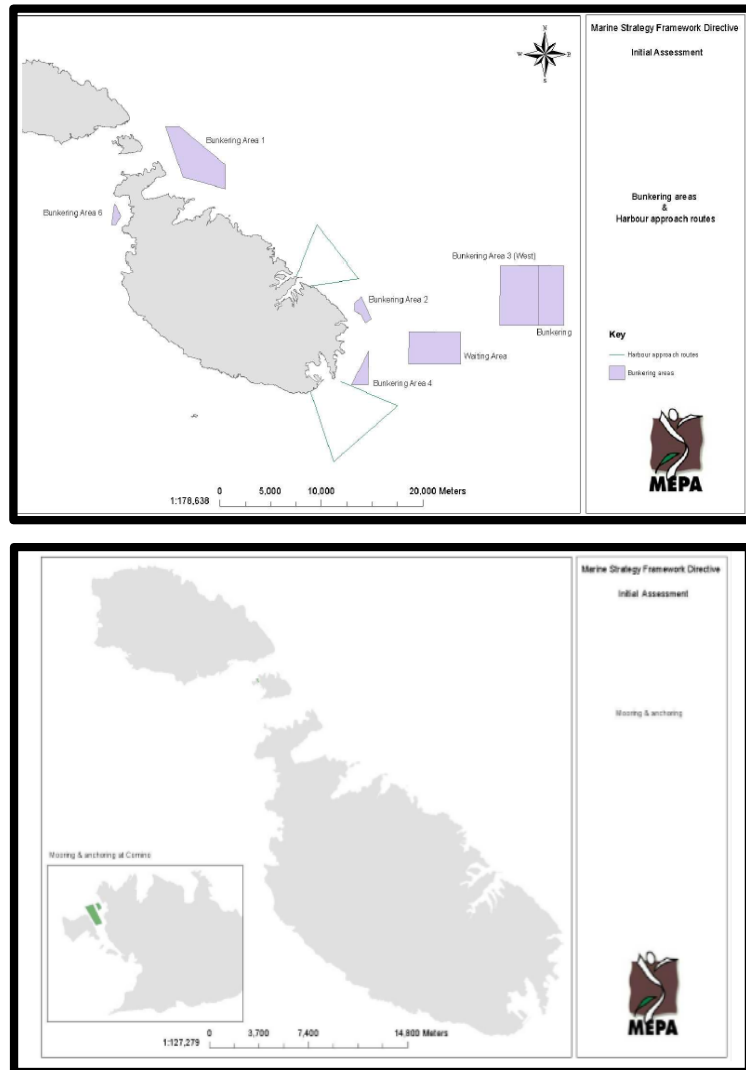 Marine Strategy Framework Directive
Initial Assessment
N
W
E
S
Bunkering Area 1
Bunkering Area 6
Bunkering areas
&
Harbour approach routes
Bunkering Area 3 (West)
Bunkering Area 2
Bunkering
Waiting Area
Bunkering Area 4
Key
Harbour approach routes
Bunkering areas
MEPA
1:178,638
0 5,000 10,000 20,000 Meters
Marine Strategy Framework Directive
Initial Assessment
Mooring & anchoring
Mooring & anchoring at Comino
MEPA
1:127,279
0 3,700 7,400 14,800 Meters